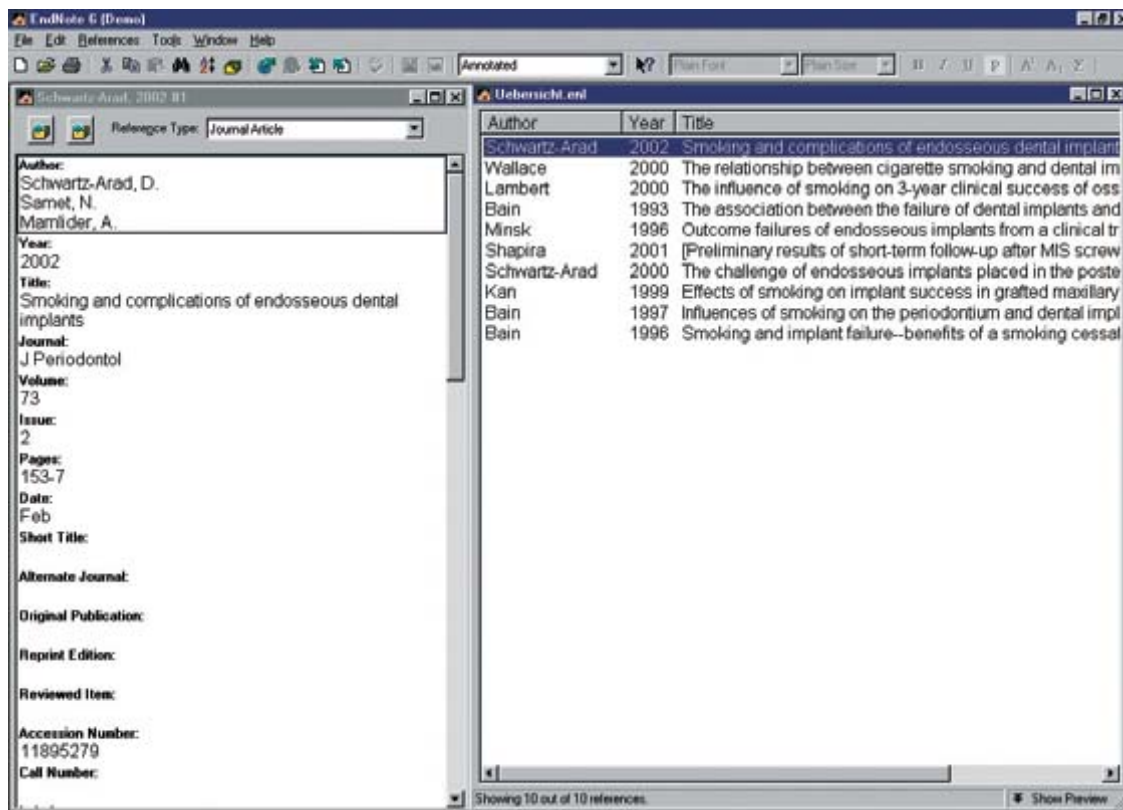 EndNote 6 (Demo)
File Edit References Tools Window Help
Annotated
Plain Font
Plain Size
Schwartz-Arad, 2002 #1
Reference Type: Journal Article
Author:
Schwartz-Arad, D.
Samet, N.
Mamlider, A.
Year:
2002
Title:
Smoking and complications of endosseous dental
implants
Journal:
J Periodontol
Volume:
73
Issue:
2
Pages:
153-7
Date:
Feb
Short Title:
Alternate Journal:
Original Publication:
Reprint Edition:
Reviewed Item:
Accession Number:
11895279
Call Number:
Uebersicht.enl
Author Year Title
Schwartz-Arad 2002 Smoking and complications of endosseous dental implant
Wallace 2000 The relationship between cigarette smoking and dental im
Lambert 2000 The influence of smoking on 3-year clinical success of oss
Bain 1993 The association between the failure of dental implants and
Minsk 1996 Outcome failures of endosseous implants from a clinical tr
Shapira 2001 [Preliminary results of short-term follow-up after MIS screw
Schwartz-Arad 2000 The challenge of endosseous implants placed in the poste
Kan 1999 Effects of smoking on implant success in grafted maxillary
Bain 1997 Influences of smoking on the periodontium and dental impl
Bain 1996 Smoking and implant failure--benefits of a smoking cessat
Showing 10 out of 10 references.
Show Preview